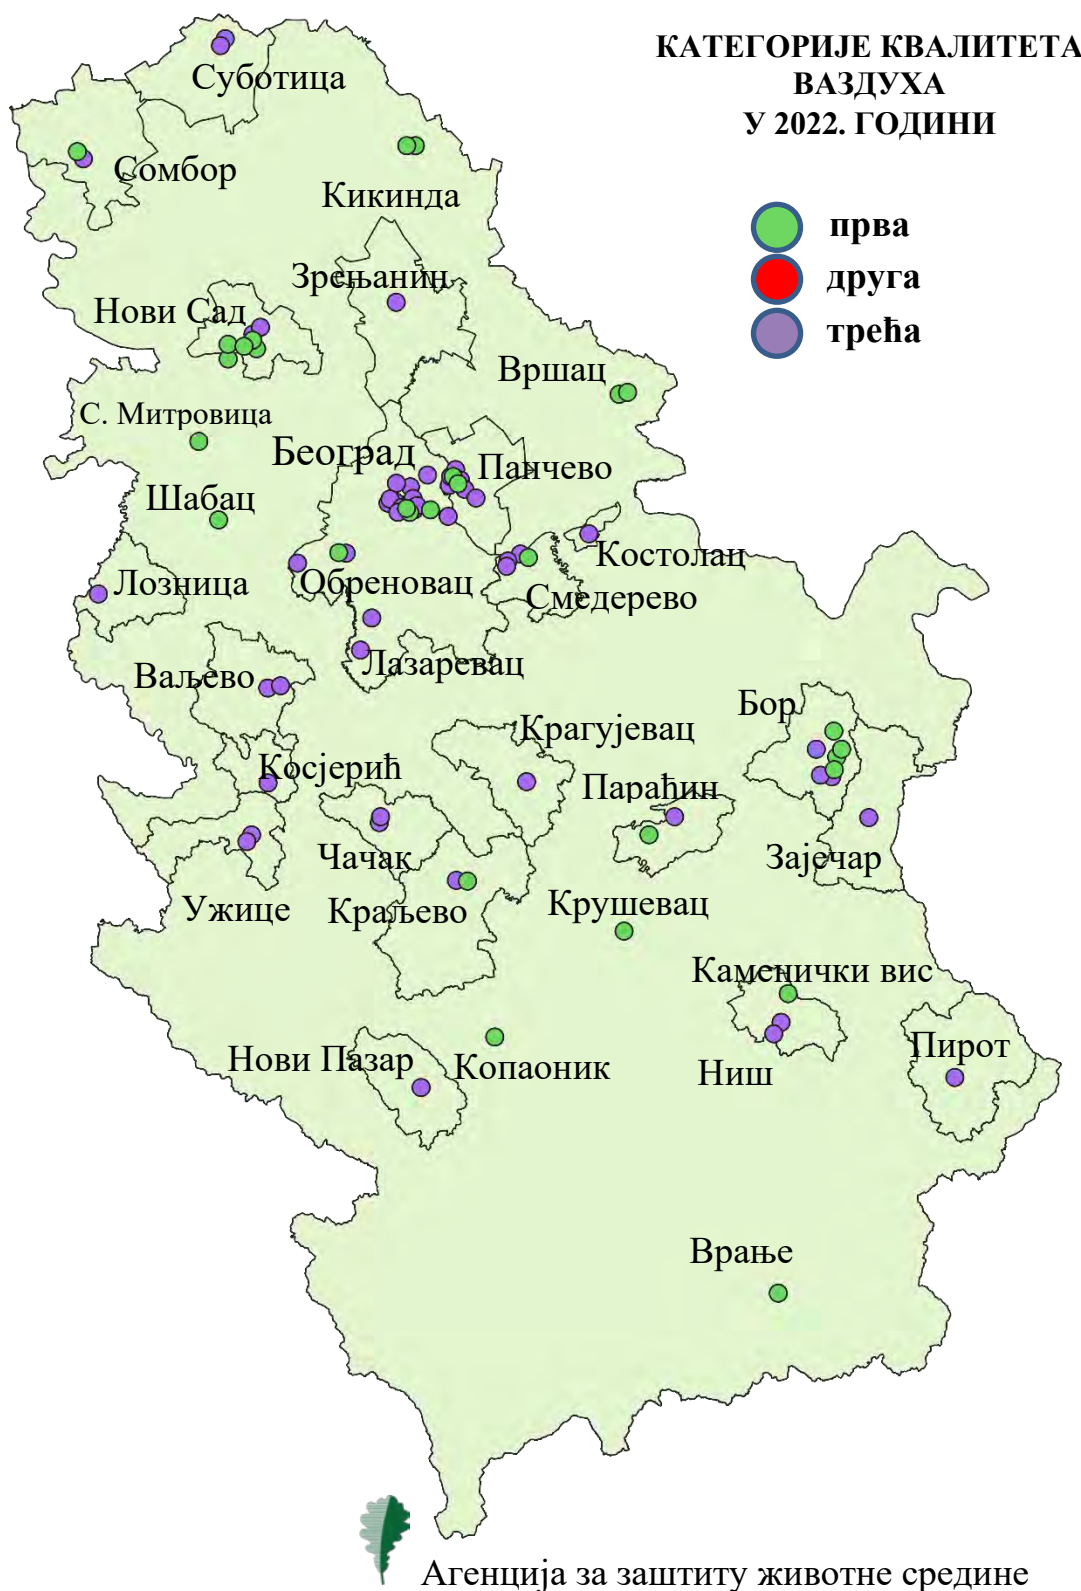 КАТЕГОРИЈЕ КВАЛИТЕТА
ВАЗДУХА
У 2022. ГОДИНИ
прва
друга
трећа
Суботица
Сомбор
Кикинда
Зрењанин
Нови Сад
Вршац
С. Митровица
Београд
Панчево
Шабац
Костолац
Лозница
Обреновац
Смедерево
Лазаревац
Ваљево
Бор
Крагујевац
Косјерић
Параћин
Чачак
Зајечар
Ужице
Краљево
Крушевац
Каменички вис
Нови Пазар
Копаоник
Ниш
Пирот
Врање
Агенција за заштиту животне средине